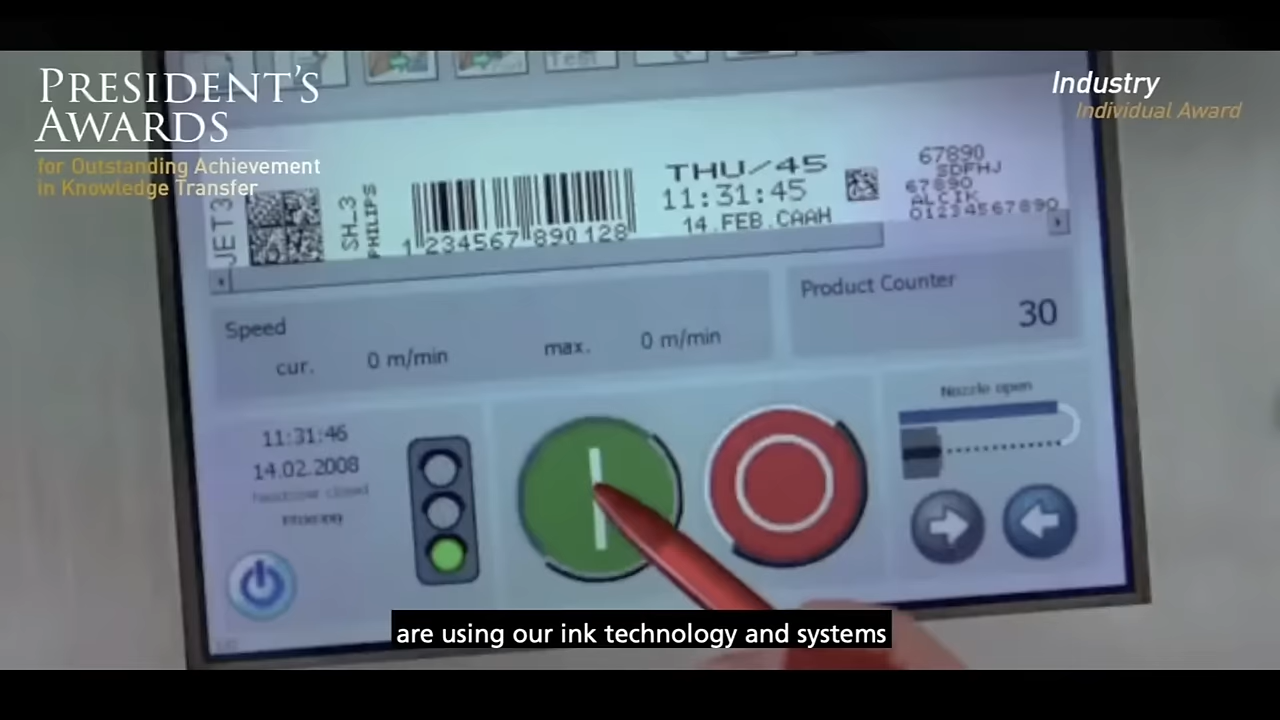 PRESIDENT'S
AWARDS
for Outstanding Achievement
in Knowledge Transfer
Industry
Individual Award
Test
JET3
SH_3
PHILIPS
1 234567 890128
THU/45
11:31:45
14.FEB.CAAH
67890
SDFHJ
67890
ALCIK
01234567890
Speed
cur. 0 m/min max. 0 m/min
Product Counter
30
11:31:46
14.02.2008
Nozzle open
are using our ink technology and systems